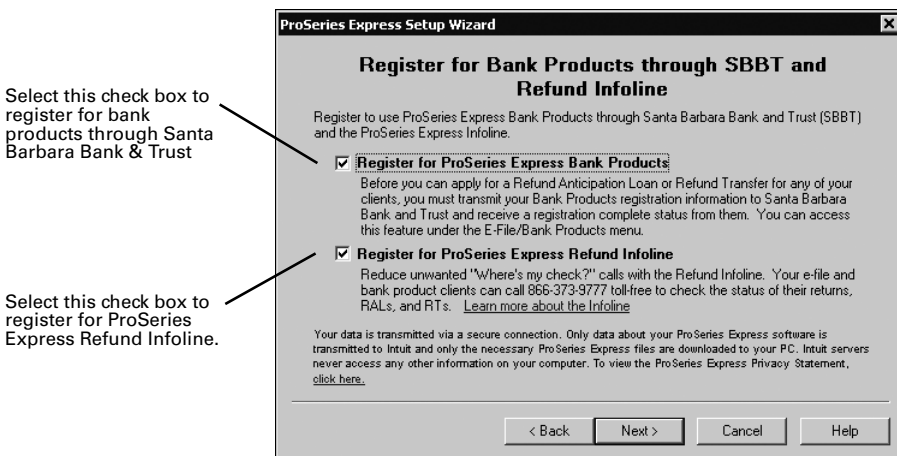 ProSeries Express Setup Wizard
Register for Bank Products through SBBT and
Refund Infoline
Select this check box to
register for bank
products through Santa
Barbara Bank & Trust
Register to use ProSeries Express Bank Products through Santa Barbara Bank and Trust (SBBT)
and the ProSeries Express Infoline.
Register for ProSeries Express Bank Products
Before you can apply for a Refund Anticipation Loan or Refund Transfer for any of your
clients, you must transmit your Bank Products registration information to Santa Barbara
Bank and Trust and receive a registration complete status from them. You can access
this feature under the E-File/Bank Products menu.
Select this check box to
register for ProSeries
Express Refund Infoline.
Register for ProSeries Express Refund Infoline
Reduce unwanted "Where's my check?" calls with the Refund Infoline. Your e-file and
bank product clients can call 866-373-9777 toll-free to check the status of their returns,
RALs, and RTs. Learn more about the Infoline
Your data is transmitted via a secure connection. Only data about your ProSeries Express software is
transmitted to Intuit and only the necessary ProSeries Express files are downloaded to your PC. Intuit servers
never access any other information on your computer. To view the ProSeries Express Privacy Statement,
click here.
< Back
Next >
Cancel
Help